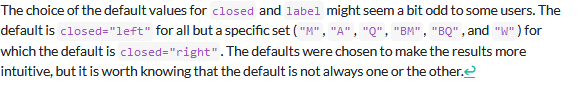 The choice of the default values for closed and label might seem a bit odd to some users. The
default is closed="left" for all but a specific set ("M", "A", "Q", "BM", "BQ", and "W") for
which the default is closed="right". The defaults were chosen to make the results more
intuitive, but it is worth knowing that the default is not always one or the other.↩